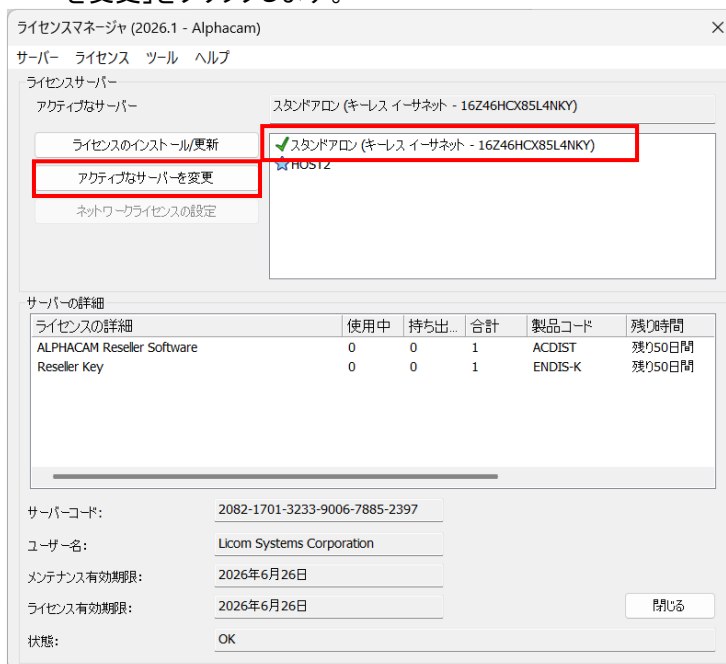 を変更」をクリックします。
ライセンスマネージャ (2026.1 - Alphacam)
サーバー ライセンス ツール ヘルプ
ライセンスサーバー
アクティブなサーバー スタンドアロン (キーレス イーサネット - 16Z46HCX85L4NKY)
ライセンスのインストール/更新 スタンドアロン (キーレス イーサネット - 16Z46HCX85L4NKY)
HOST2
アクティブなサーバーを変更
ネットワークライセンスの設定
サーバーの詳細
ライセンスの詳細 使用中 持ち出... 合計 製品コード 残り時間
ALPHACAM Reseller Software 0 0 1 ACDIST 残り50日間
Reseller Key 0 0 1 ENDIS-K 残り50日間
サーバーコード: 2082-1701-3233-9006-7885-2397
ユーザー名: Licom Systems Corporation
メンテナンス有効期限: 2026年6月26日
ライセンス有効期限: 2026年6月26日
閉じる
状態: OK